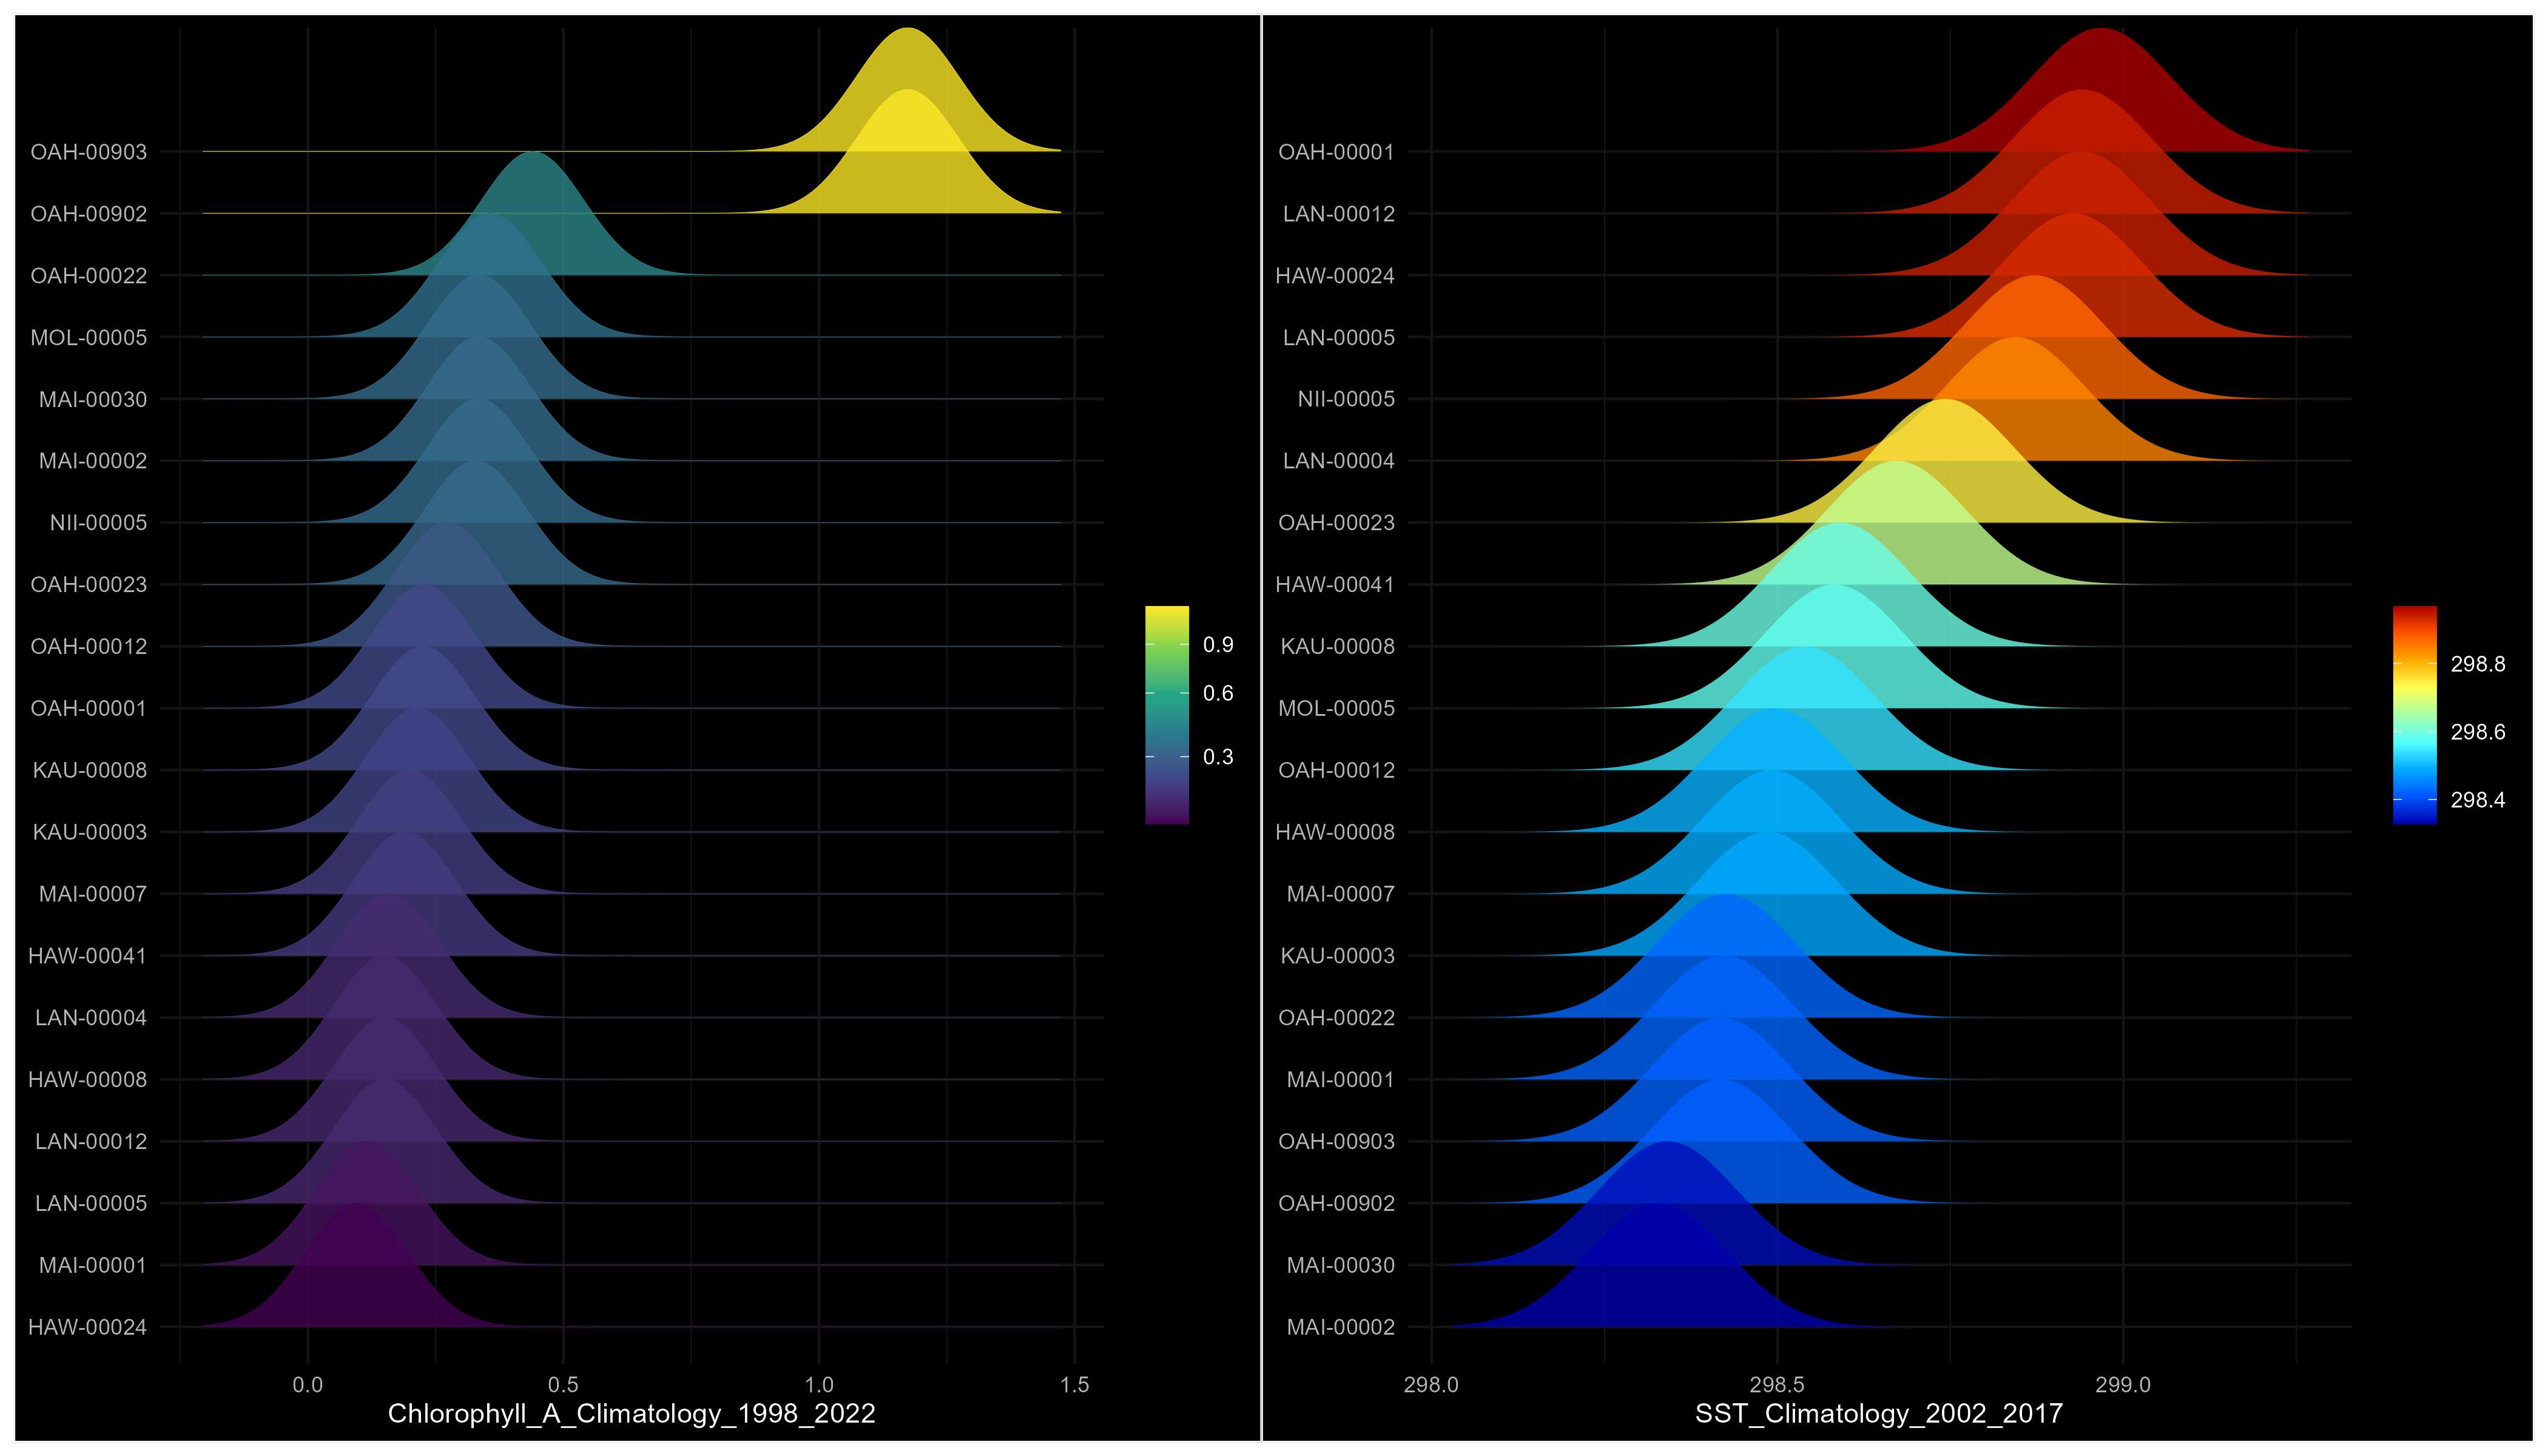 OAH-00903
OAH-00902
OAH-00022
MOL-00005
MAI-00030
MAI-00002
NII-00005
OAH-00023
OAH-00012
OAH-00001
KAU-00008
KAU-00003
MAI-00007
HAW-00041
LAN-00004
HAW-00008
LAN-00012
LAN-00005
MAI-00001
HAW-00024
0.0 0.5 1.0 1.5
Chlorophyll_A_Climatology_1998_2022
0.9
0.6
0.3
OAH-00001
LAN-00012
HAW-00024
LAN-00005
NII-00005
LAN-00004
OAH-00023
HAW-00041
KAU-00008
MOL-00005
OAH-00012
HAW-00008
MAI-00007
KAU-00003
OAH-00022
MAI-00001
OAH-00903
OAH-00902
MAI-00030
MAI-00002
298.0 298.5 299.0
SST_Climatology_2002_2017
298.8
298.6
298.4